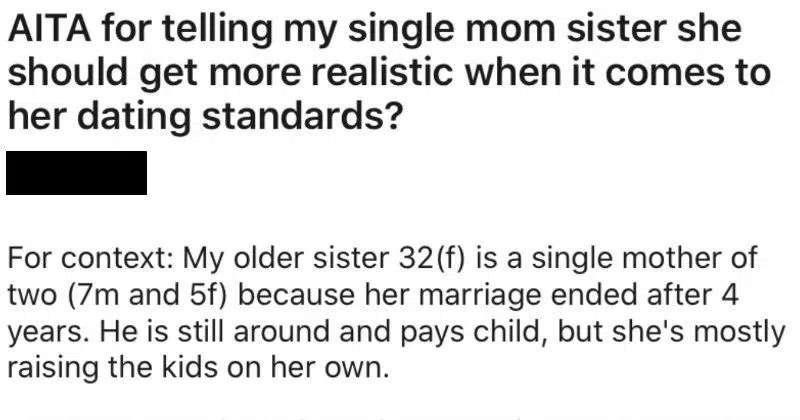 AITA for telling my single mom sister she
should get more realistic when it comes to
her dating standards?
For context: My older sister 32(f) is a single mother of
two (7m and 5f) because her marriage ended after 4
years. He is still around and pays child, but she's mostly
raising the kids on her own.